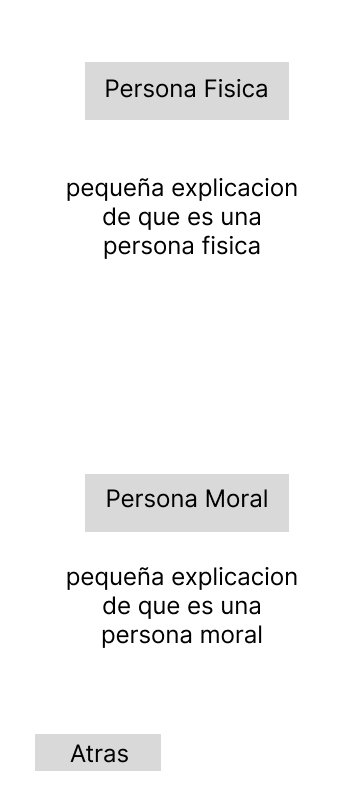 Persona Fisica
pequeña explicacion
de que es una
persona fisica
Persona Moral
pequeña explicacion
de que es una
persona moral
Atras